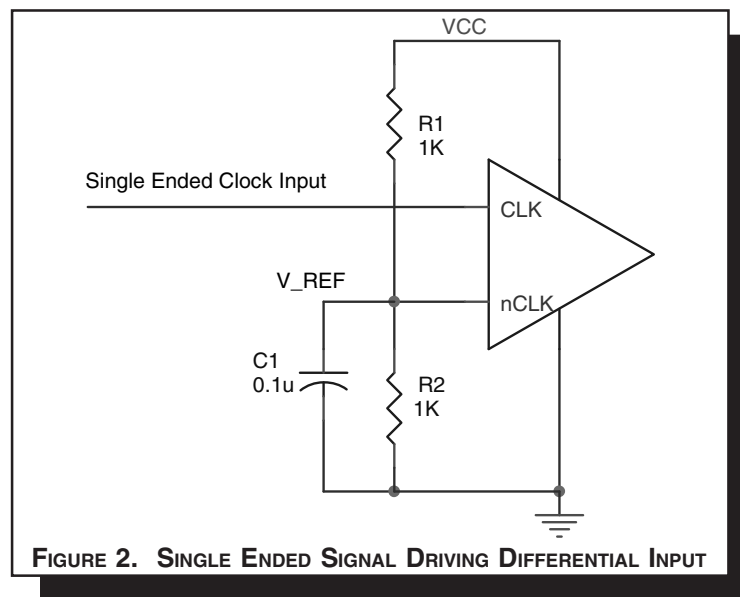 VCC
R1
1K
Single Ended Clock Input
CLK
V_REF
nCLK
C1
0.1u
R2
1K
FIGURE 2. SINGLE ENDED SIGNAL DRIVING DIFFERENTIAL INPUT